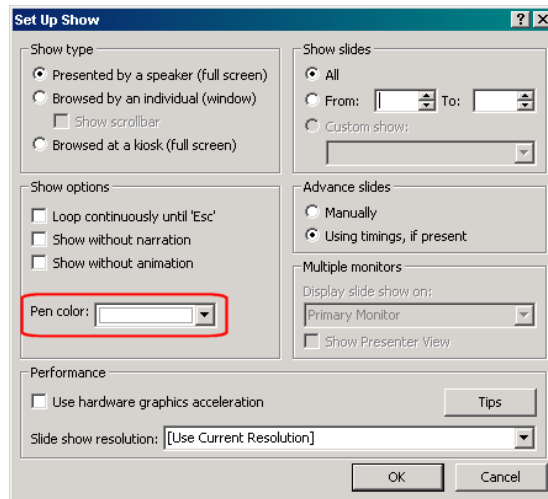 Set Up Show
Show type
Presented by a speaker (full screen)
Browsed by an individual (window)
Show scrollbar
Browsed at a kiosk (full screen)
Show slides
All
From: To:
Custom show:
Show options
Loop continuously until 'Esc'
Show without narration
Show without animation
Pen color:
Advance slides
Manually
Using timings, if present
Multiple monitors
Display slide show on:
Primary Monitor
Show Presenter View
Performance
Use hardware graphics acceleration
Tips
Slide show resolution: [Use Current Resolution]
OK Cancel